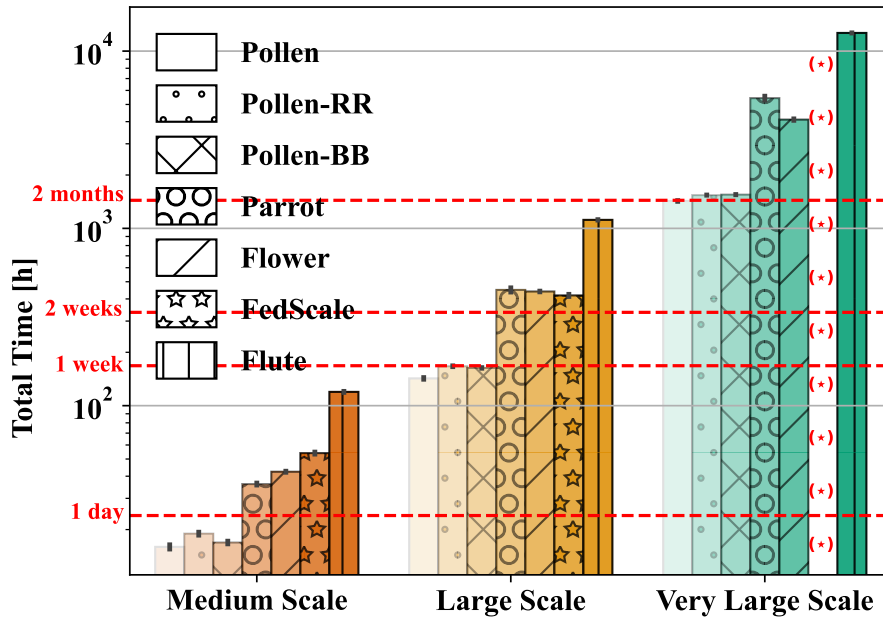 Total Time [h]
10⁴
10³
10²
2 months
2 weeks
1 week
1 day
Pollen
Pollen-RR
Pollen-BB
Parrot
Flower
FedScale
Flute
(⋆)
(⋆)
(⋆)
(⋆)
(⋆)
(⋆)
(⋆)
(⋆)
(⋆)
(⋆)
Medium Scale
Large Scale
Very Large Scale